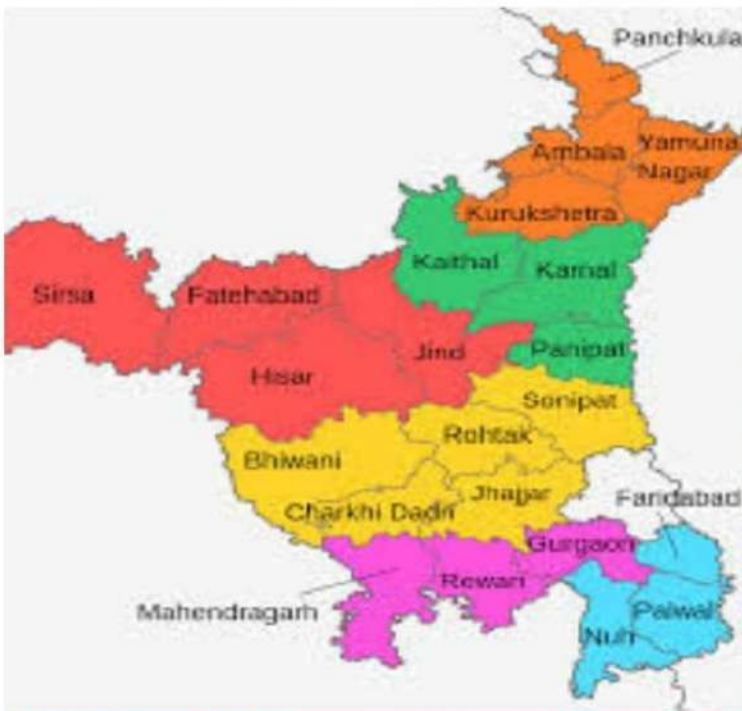 Panchkula
Ambala
Yamuna
Nagar
Kurukshetra
Kaithal
Karnal
Sirsa
Fatehabad
Jind
Panipat
Hisar
Sonipat
Rohtak
Bhiwani
Jhajjar
Faridabad
Charkhi Dadri
Gurgaon
Rewari
Mahendragarh
Palwal
Nuh